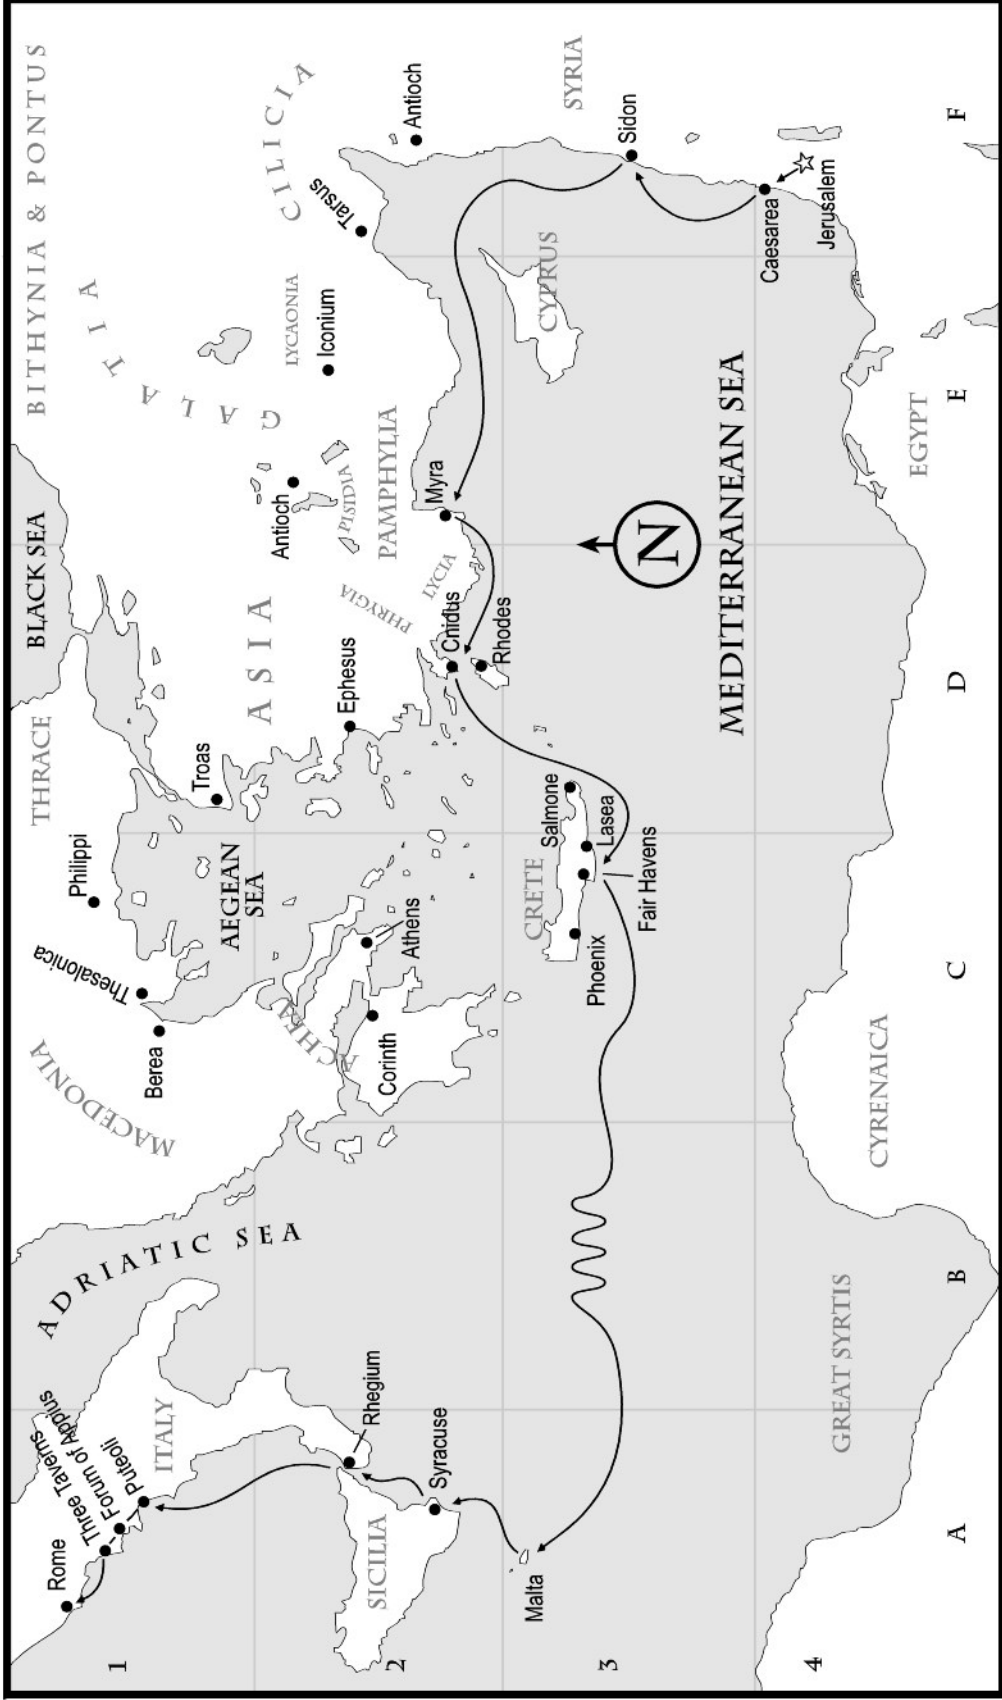 BITHYNIA & PONTUS
BLACK SEA
THRACE
Philippi
Thesalonica
MACEDONIA
Berea
ADRIATIC SEA
Three Taverns
Forum of Appius
Puteoli
Rome
ITALY
1
GALATIA
CILICIA
Tarsus
LYCAONIA
Iconium
Antioch
Antioch
PISIDIA
PAMPHYLIA
PHRYGIA
LYCIA
ASIA
Ephesus
Troas
AEGEAN
SEA
Athens
ACHEA
Corinth
Rhegium
Syracuse
SICILIA
2
Myra
Cnidus
Rhodes
SYRIA
Sidon
CYPRUS
Salmone
Lasea
CRETE
Fair Havens
Phoenix
Malta
3
N
MEDITERRANEAN SEA
Caesarea
Jerusalem
EGYPT
CYRENAICA
GREAT SYRTIS
4
A
B
C
D
E
F